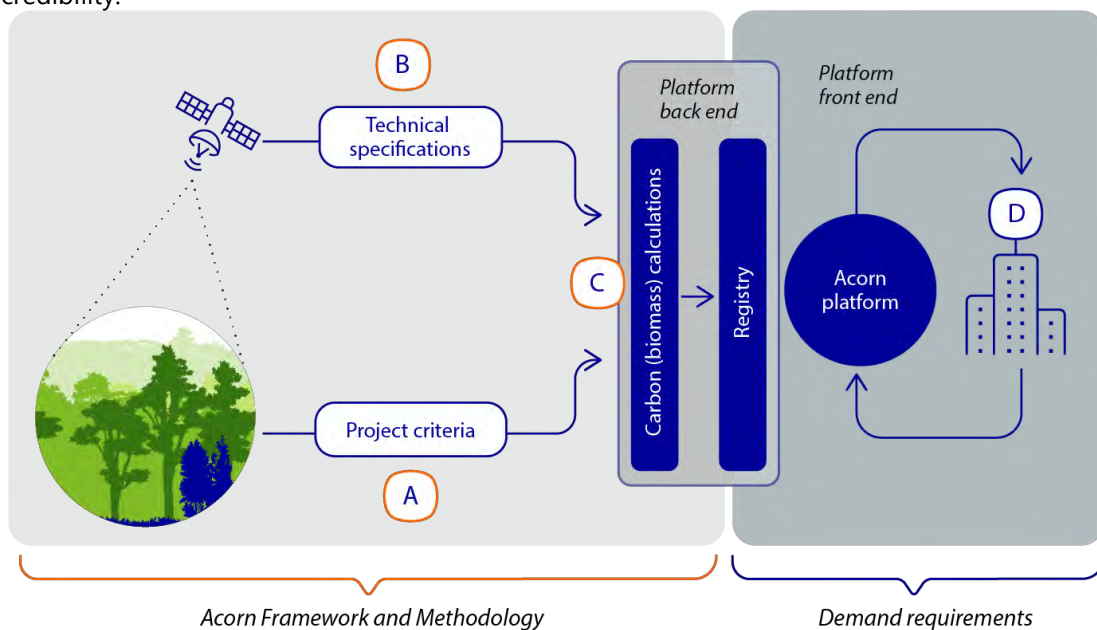 credibility.
B
Technical
specifications
Platform
back end
Platform
front end
D
C
Carbon (biomass) calculations
Registry
Acorn
platform
Project criteria
A
Acorn Framework and Methodology
Demand requirements